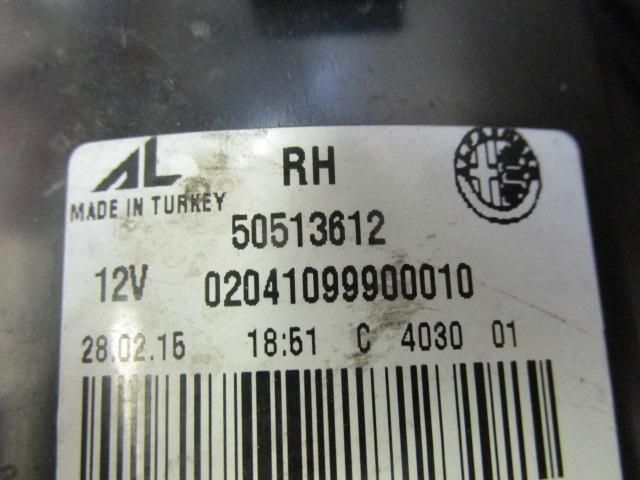 AL RH
MADE IN TURKEY
50513612
12V 02041099900010
28.02.15 18:51 C 4030 01